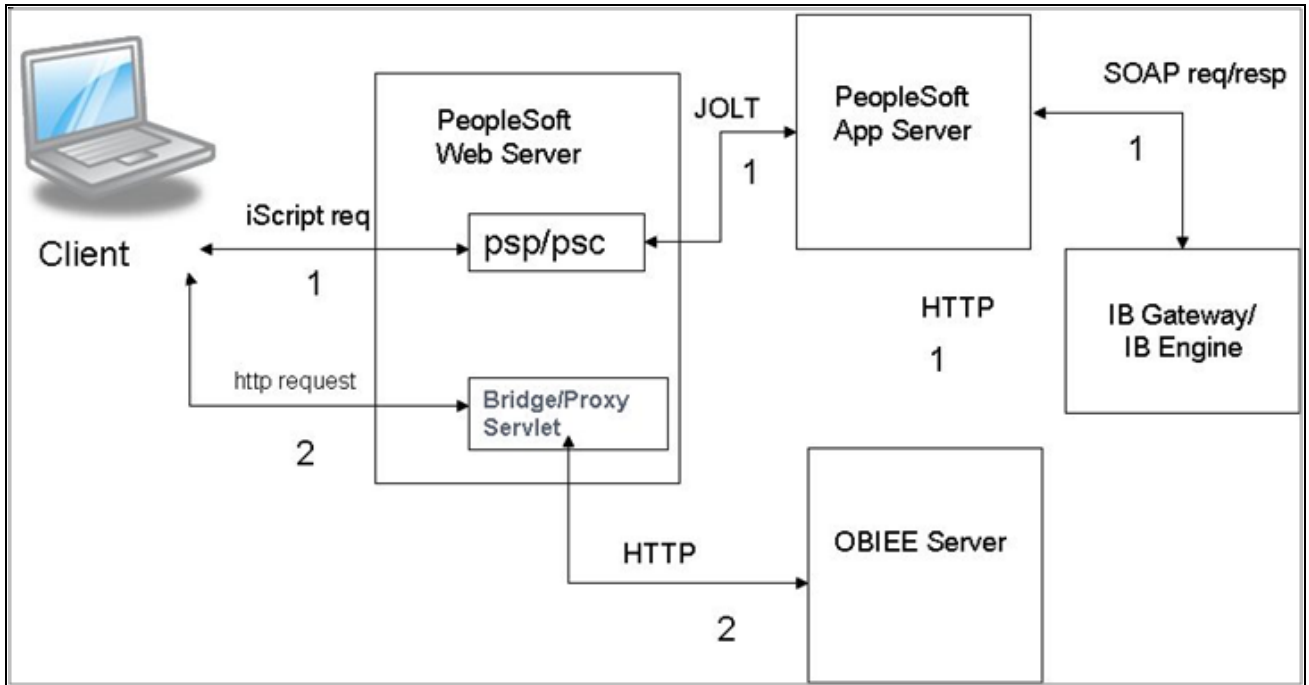 Client
iScript req
1
http request
2
PeopleSoft
Web Server
psp/psc
Bridge/Proxy
Servlet
JOLT
1
PeopleSoft
App Server
SOAP req/resp
1
HTTP
1
IB Gateway/
IB Engine
HTTP
2
OBIEE Server